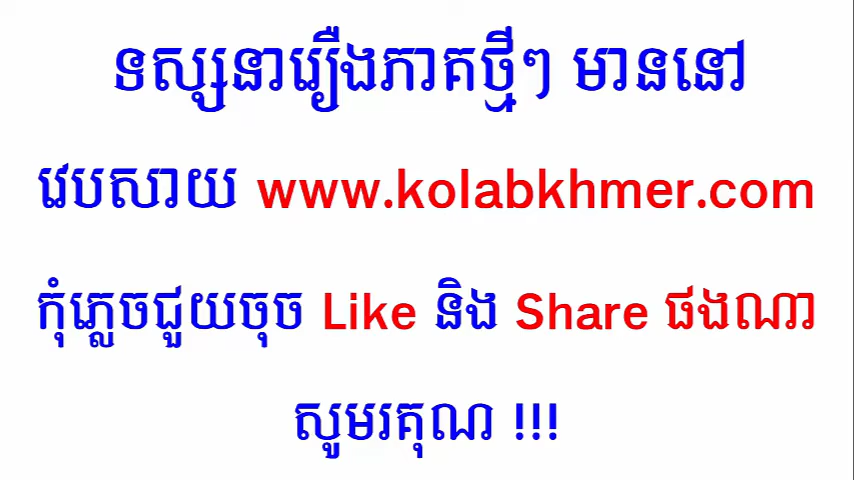 ទស្សនារឿងភាគថ្មីៗ មាននៅ
វេបសាយ www.kolabkhmer.com
កុំភ្លេចជួយចុច Like និង Share ផងណា
សូមរគុណ !!!